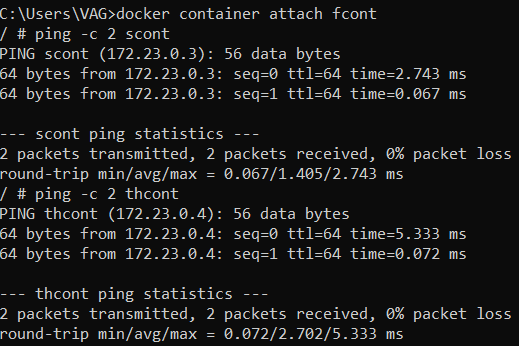 C:\Users\VAG>docker container attach fcont
/ # ping -c 2 scont
PING scont (172.23.0.3): 56 data bytes
64 bytes from 172.23.0.3: seq=0 ttl=64 time=2.743 ms
64 bytes from 172.23.0.3: seq=1 ttl=64 time=0.067 ms
--- scont ping statistics ---
2 packets transmitted, 2 packets received, 0% packet loss
round-trip min/avg/max = 0.067/1.405/2.743 ms
/ # ping -c 2 thcont
PING thcont (172.23.0.4): 56 data bytes
64 bytes from 172.23.0.4: seq=0 ttl=64 time=5.333 ms
64 bytes from 172.23.0.4: seq=1 ttl=64 time=0.072 ms
--- thcont ping statistics ---
2 packets transmitted, 2 packets received, 0% packet loss
round-trip min/avg/max = 0.072/2.702/5.333 ms